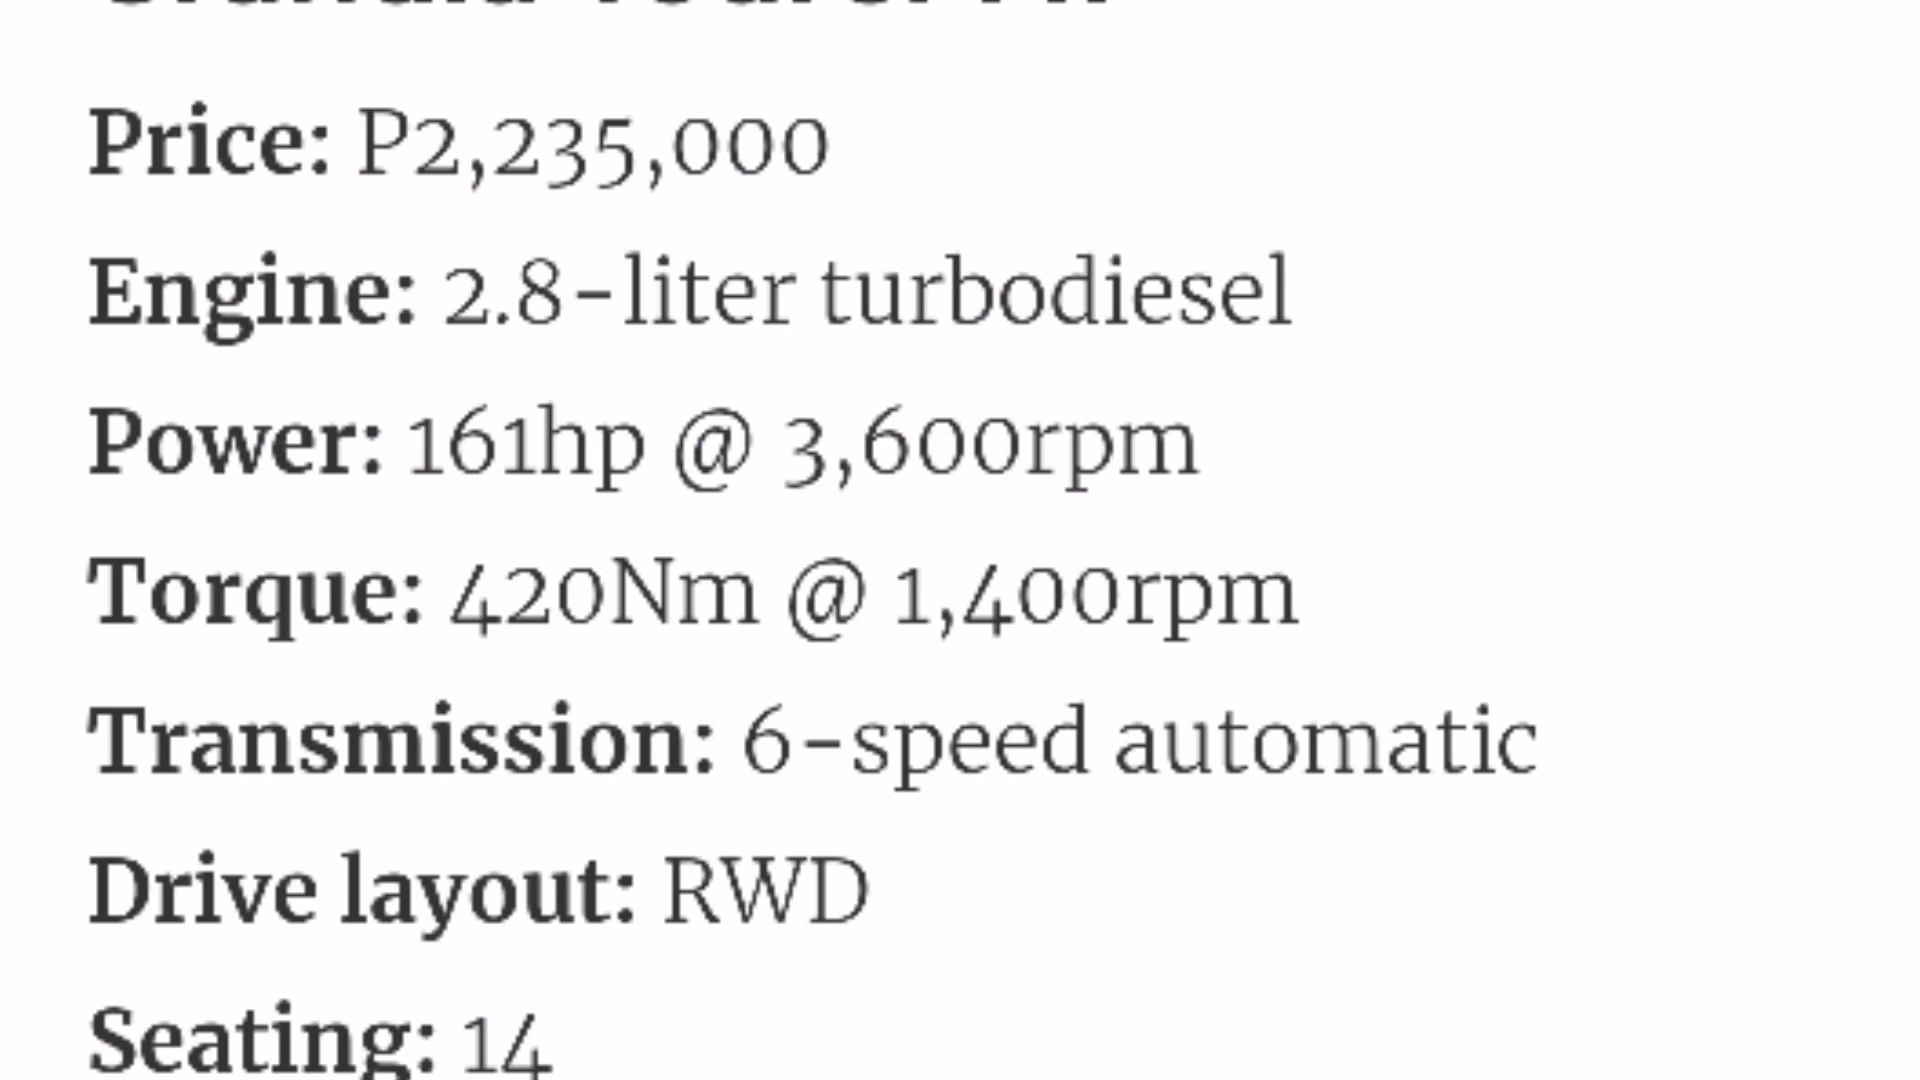 Price: P2,235,000
Engine: 2.8-liter turbodiesel
Power: 161hp @ 3,600rpm
Torque: 420Nm @ 1,400rpm
Transmission: 6-speed automatic
Drive layout: RWD
Seating: 14